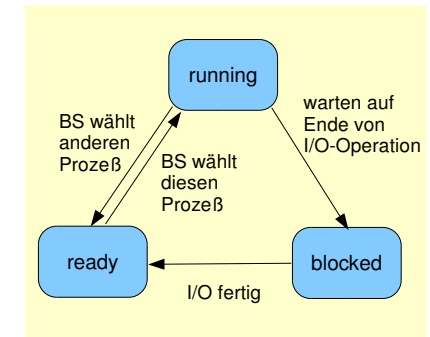 running
BS wählt
anderen
Prozeß
warten auf
Ende von
I/O-Operation
BS wählt
diesen
Prozeß
ready
blocked
I/O fertig